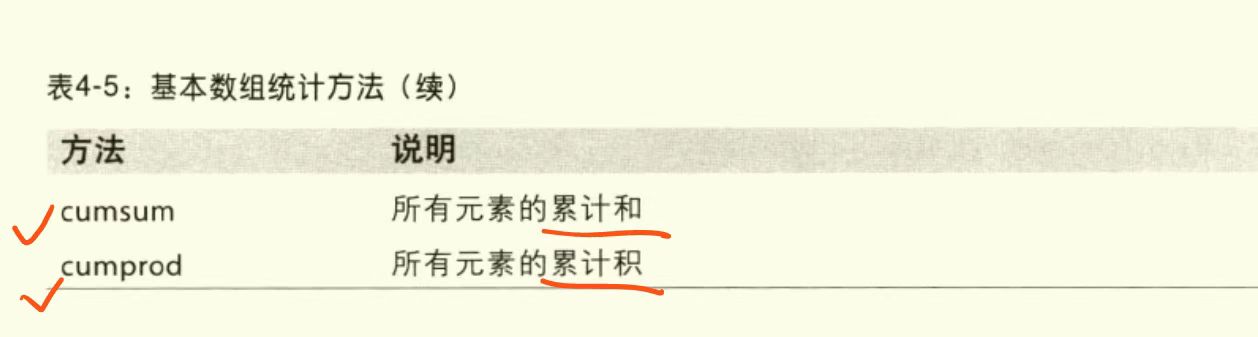 表4-5：基本数组统计方法（续）
方法 说明
cumsum 所有元素的累计和
cumprod 所有元素的累计积